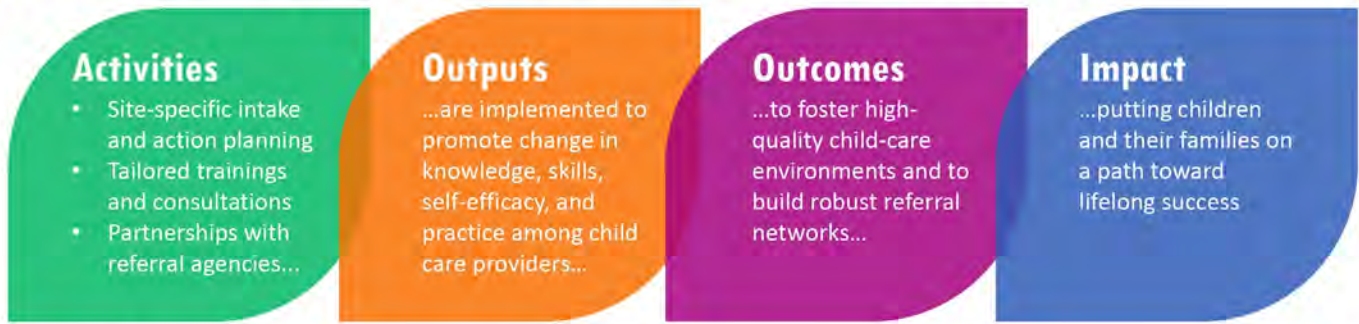 Activities
• Site-specific intake
and action planning
• Tailored trainings
and consultations
• Partnerships with
referral agencies...
Outputs
...are implemented to
promote change in
knowledge, skills,
self-efficacy, and
practice among child
care providers...
Outcomes
...to foster high-
quality child-care
environments and to
build robust referral
networks...
Impact
...putting children
and their families on
a path toward
lifelong success